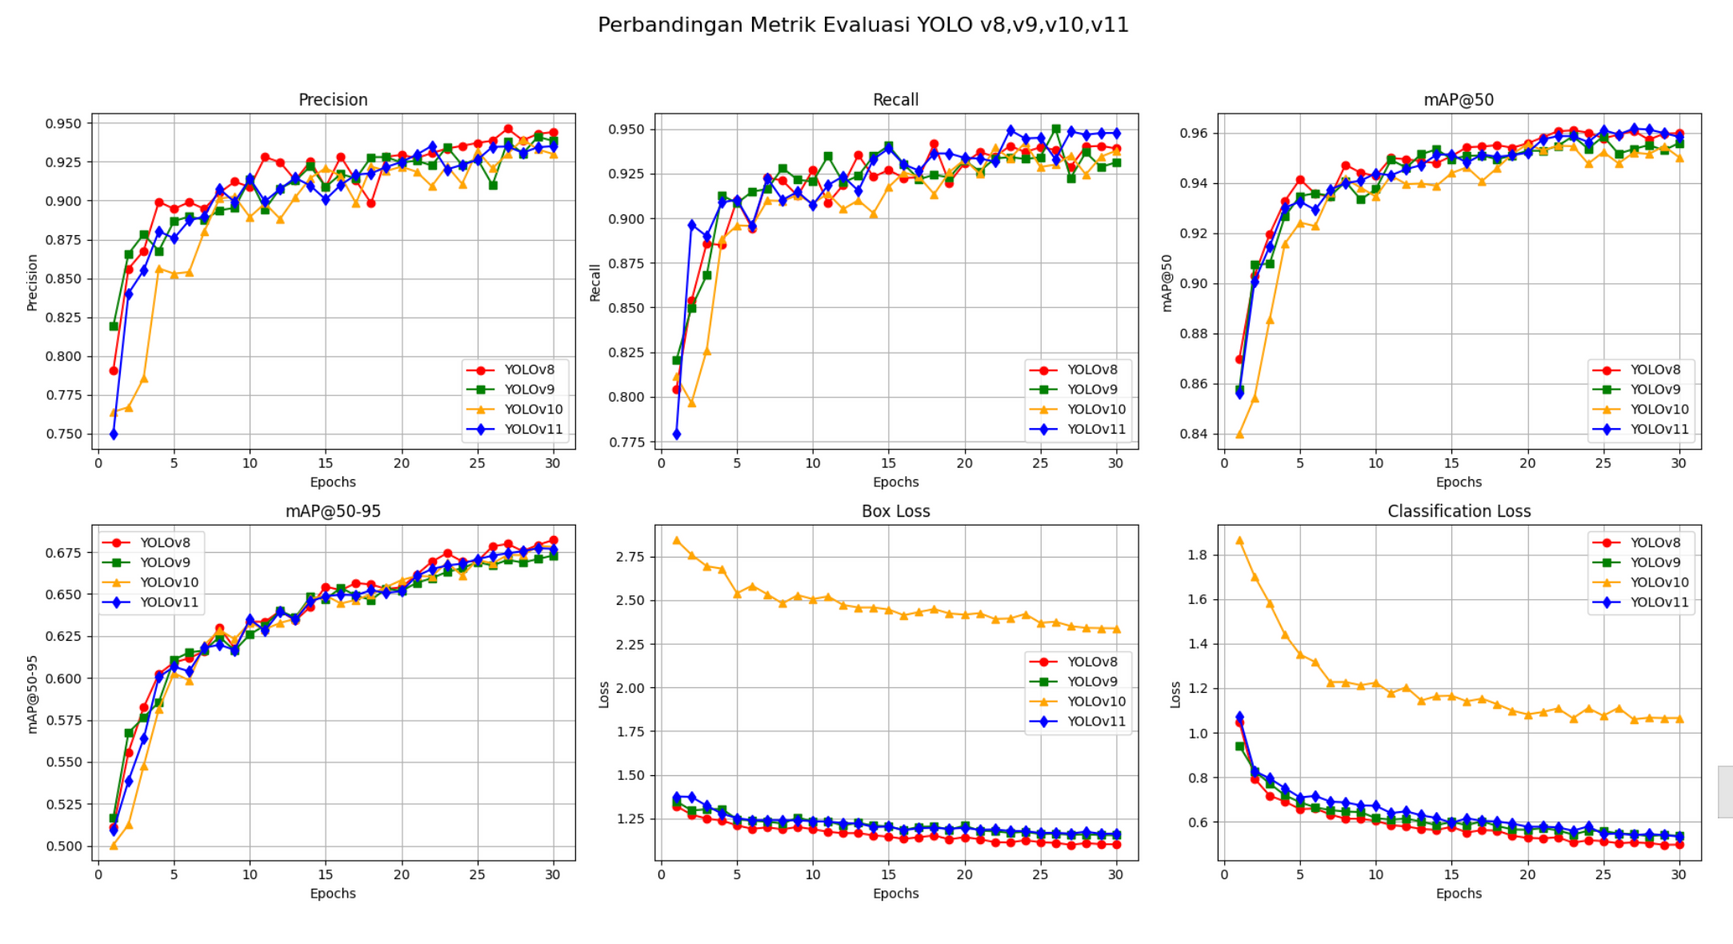 Perbandingan Metrik Evaluasi YOLO v8,v9,v10,v11
Precision
0.950
0.925
0.900
0.875
0.850
0.825
0.800
0.775
0.750
Precision
0 5 10 15 20 25 30
Epochs
YOLOv8
YOLOv9
YOLOv10
YOLOv11
Recall
0.950
0.925
0.900
0.875
0.850
0.825
0.800
0.775
Recall
0 5 10 15 20 25 30
Epochs
YOLOv8
YOLOv9
YOLOv10
YOLOv11
mAP@50
0.96
0.94
0.92
0.90
0.88
0.86
0.84
mAP@50
0 5 10 15 20 25 30
Epochs
YOLOv8
YOLOv9
YOLOv10
YOLOv11
mAP@50-95
0.675
0.650
0.625
0.600
0.575
0.550
0.525
0.500
mAP@50-95
0 5 10 15 20 25 30
Epochs
YOLOv8
YOLOv9
YOLOv10
YOLOv11
Box Loss
2.75
2.50
2.25
2.00
1.75
1.50
1.25
Loss
0 5 10 15 20 25 30
Epochs
YOLOv8
YOLOv9
YOLOv10
YOLOv11
Classification Loss
1.8
1.6
1.4
1.2
1.0
0.8
0.6
Loss
0 5 10 15 20 25 30
Epochs
YOLOv8
YOLOv9
YOLOv10
YOLOv11